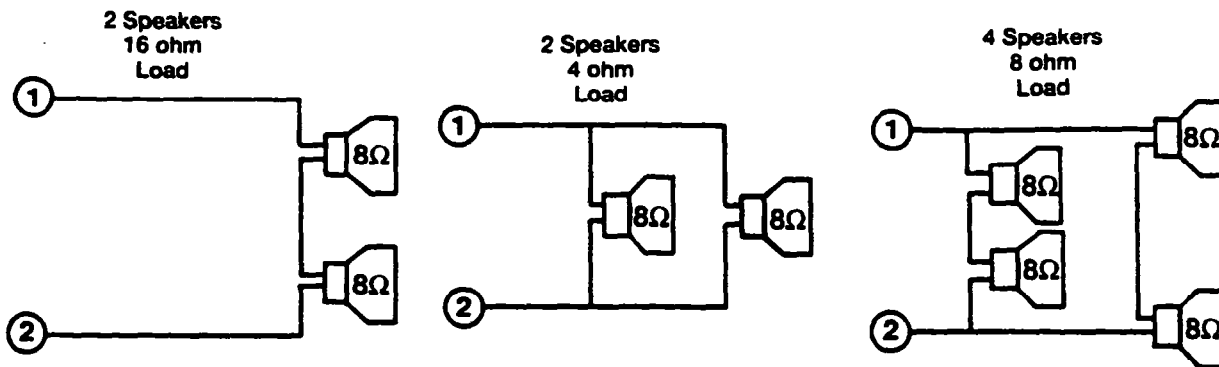 2 Speakers
16 ohm
Load
1
8Ω
8Ω
2
2 Speakers
4 ohm
Load
1
8Ω
8Ω
2
4 Speakers
8 ohm
Load
1
8Ω
8Ω
8Ω
2
8Ω